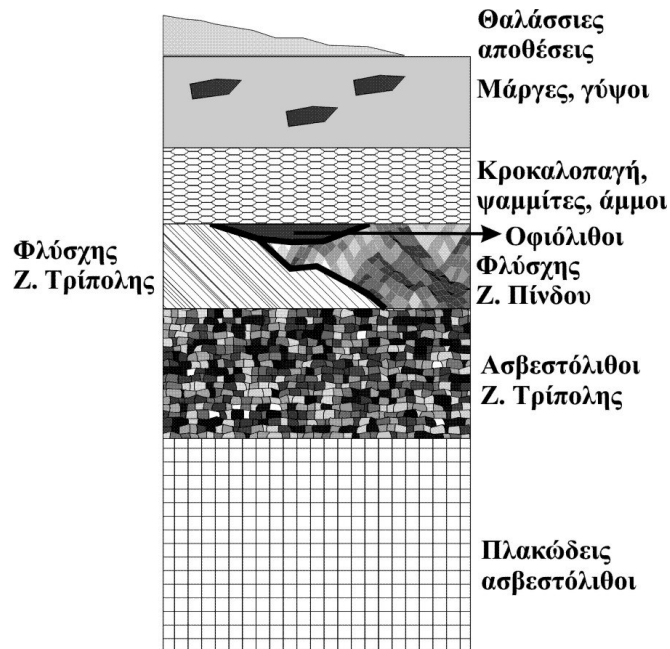 Θαλάσσιες
αποθέσεις
Μάργες, γύψοι
Κροκαλοπαγή,
ψαμμίτες, άμμοι
Οφιόλιθοι
Φλύσχης
Ζ. Τρίπολης
Φλύσχης
Ζ. Πίνδου
Ασβεστόλιθοι
Ζ. Τρίπολης
Πλακώδεις
ασβεστόλιθοι